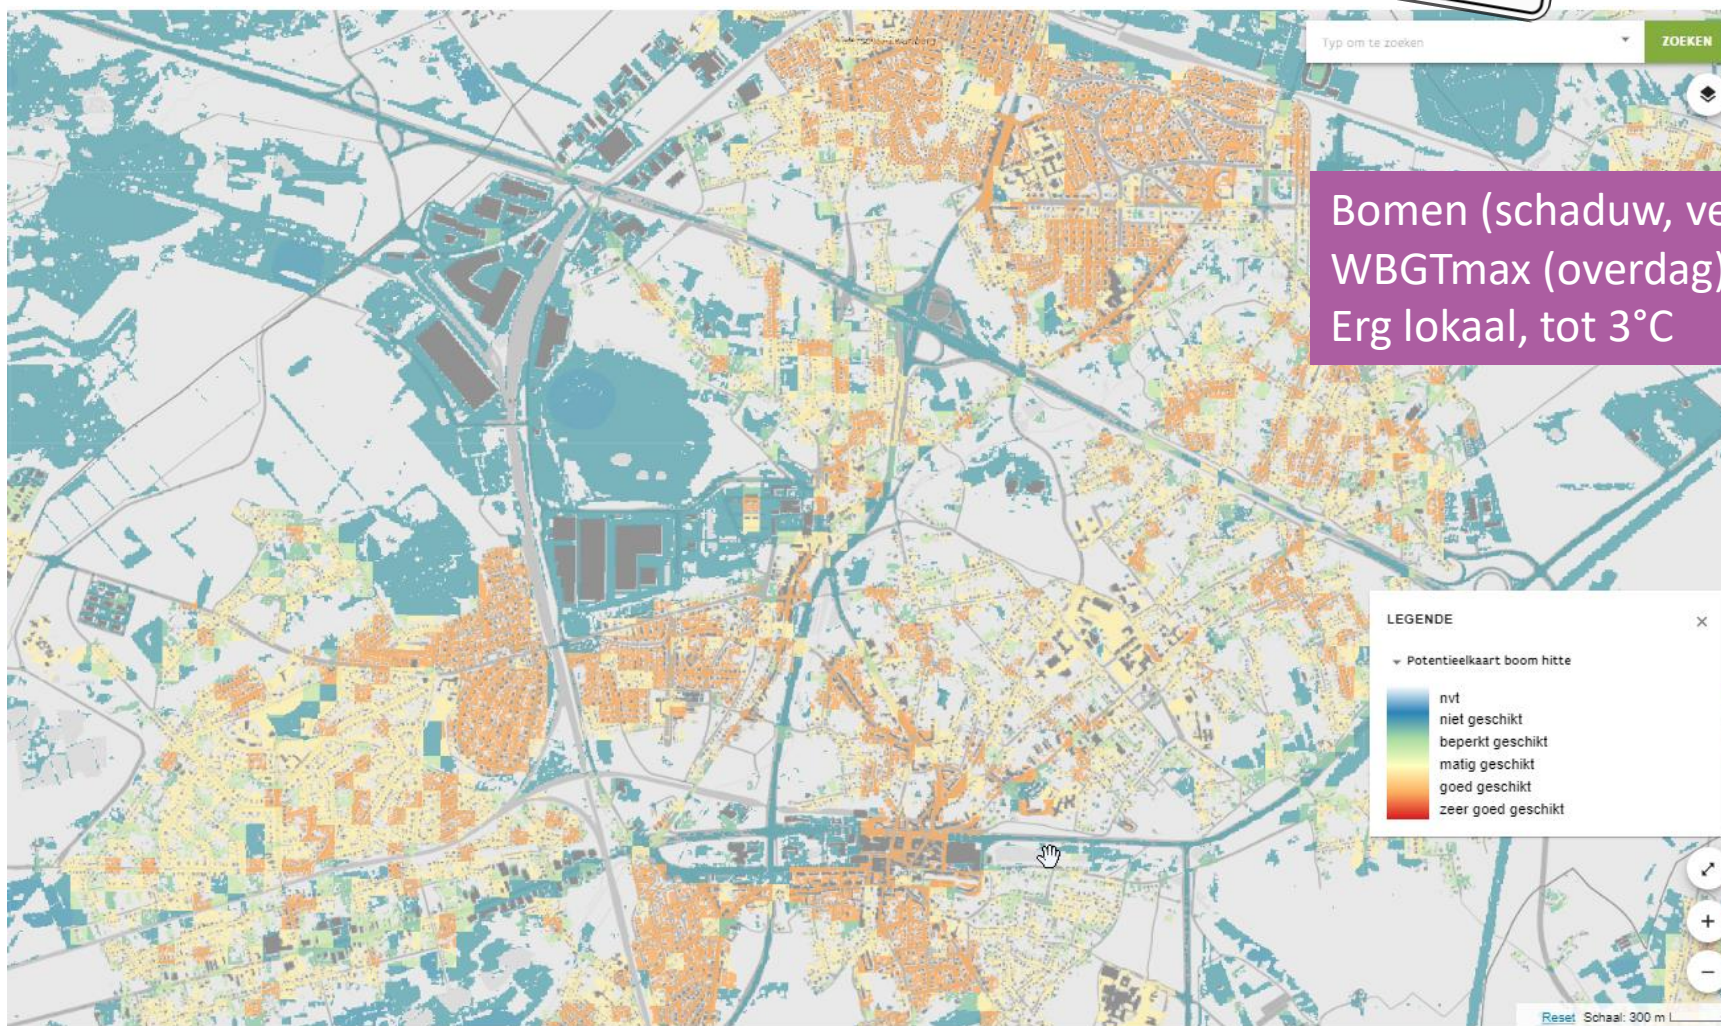 Typ om te zoeken
ZOEKEN
Bomen (schaduw, ve
WBGTmax (overdag)
Erg lokaal, tot 3°C
LEGENDE
Potentieelkaart boom hitte
nvt
niet geschikt
beperkt geschikt
matig geschikt
goed geschikt
zeer goed geschikt
Reset Schaal: 300 m